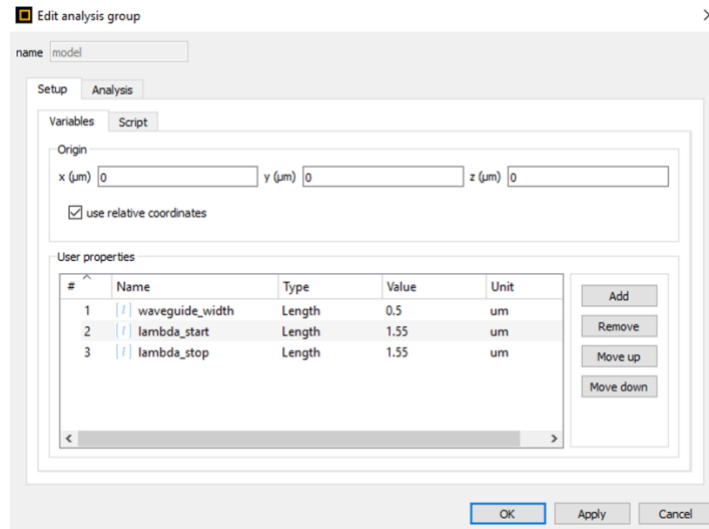 Edit analysis group
name model
Setup Analysis
Variables Script
Origin
x (µm) 0 y (µm) 0 z (µm) 0
use relative coordinates
User properties
# Name Type Value Unit
1 waveguide_width Length 0.5 um
2 lambda_start Length 1.55 um
3 lambda_stop Length 1.55 um
Add
Remove
Move up
Move down
OK Apply Cancel